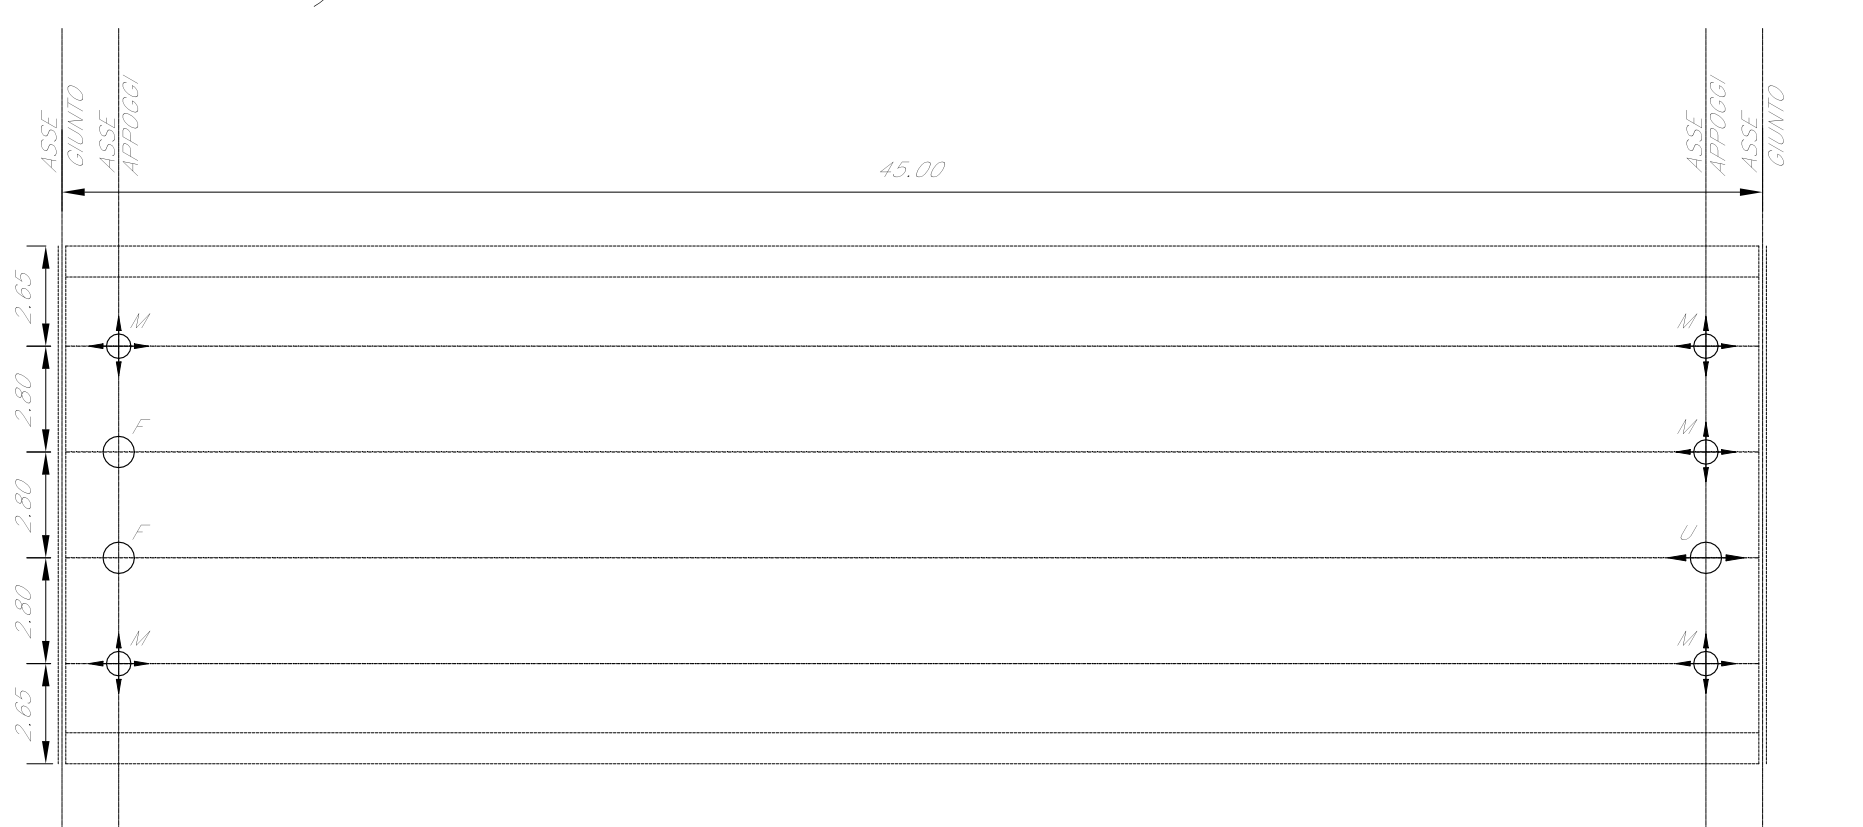 ASSE
GIUNTO
ASSE
APPOGGI
ASSE
APPOGGI
ASSE
GIUNTO
45.00
2.65
M
M
2.80
F
M
2.80
F
U
2.80
M
M
2.65